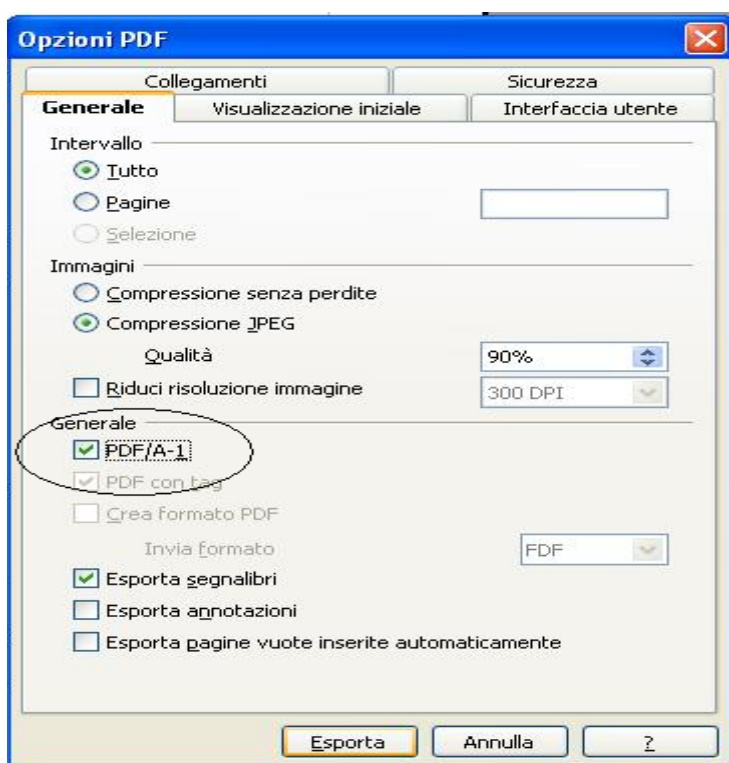 Opzioni PDF
Collegamenti Sicurezza
Generale Visualizzazione iniziale Interfaccia utente
Intervallo
Tutto
Pagine
Selezione
Immagini
Compressione senza perdite
Compressione JPEG
Qualità 90%
Riduci risoluzione immagine 300 DPI
Generale
PDF/A-1
PDF con tag
Crea formato PDF
Invia formato FDF
Esporta segnalibri
Esporta annotazioni
Esporta pagine vuote inserite automaticamente
Esporta Annulla ?